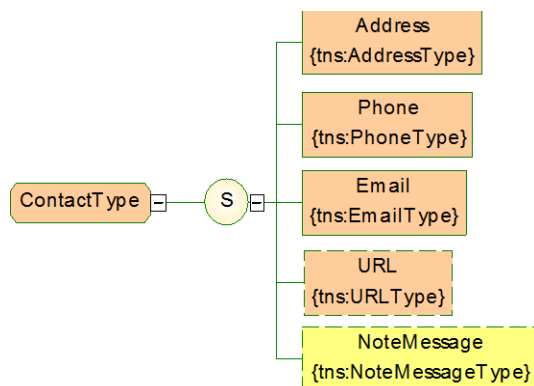 Address
{tns:AddressType}
Phone
{tns:PhoneType}
ContactType
S
Email
{tns:EmailType}
URL
{tns:URLType}
NoteMessage
{tns:NoteMessageType}